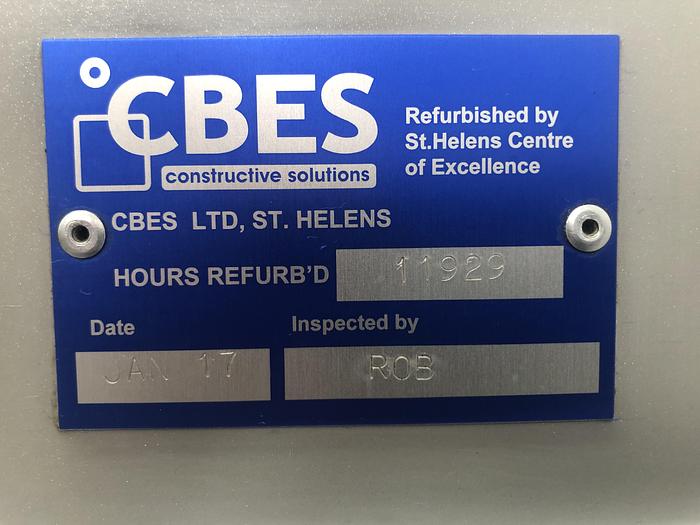 CBES
constructive solutions
Refurbished by
St.Helens Centre
of Excellence
CBES LTD, ST. HELENS
HOURS REFURB'D 11929
Date
JAN 17
Inspected by
ROB